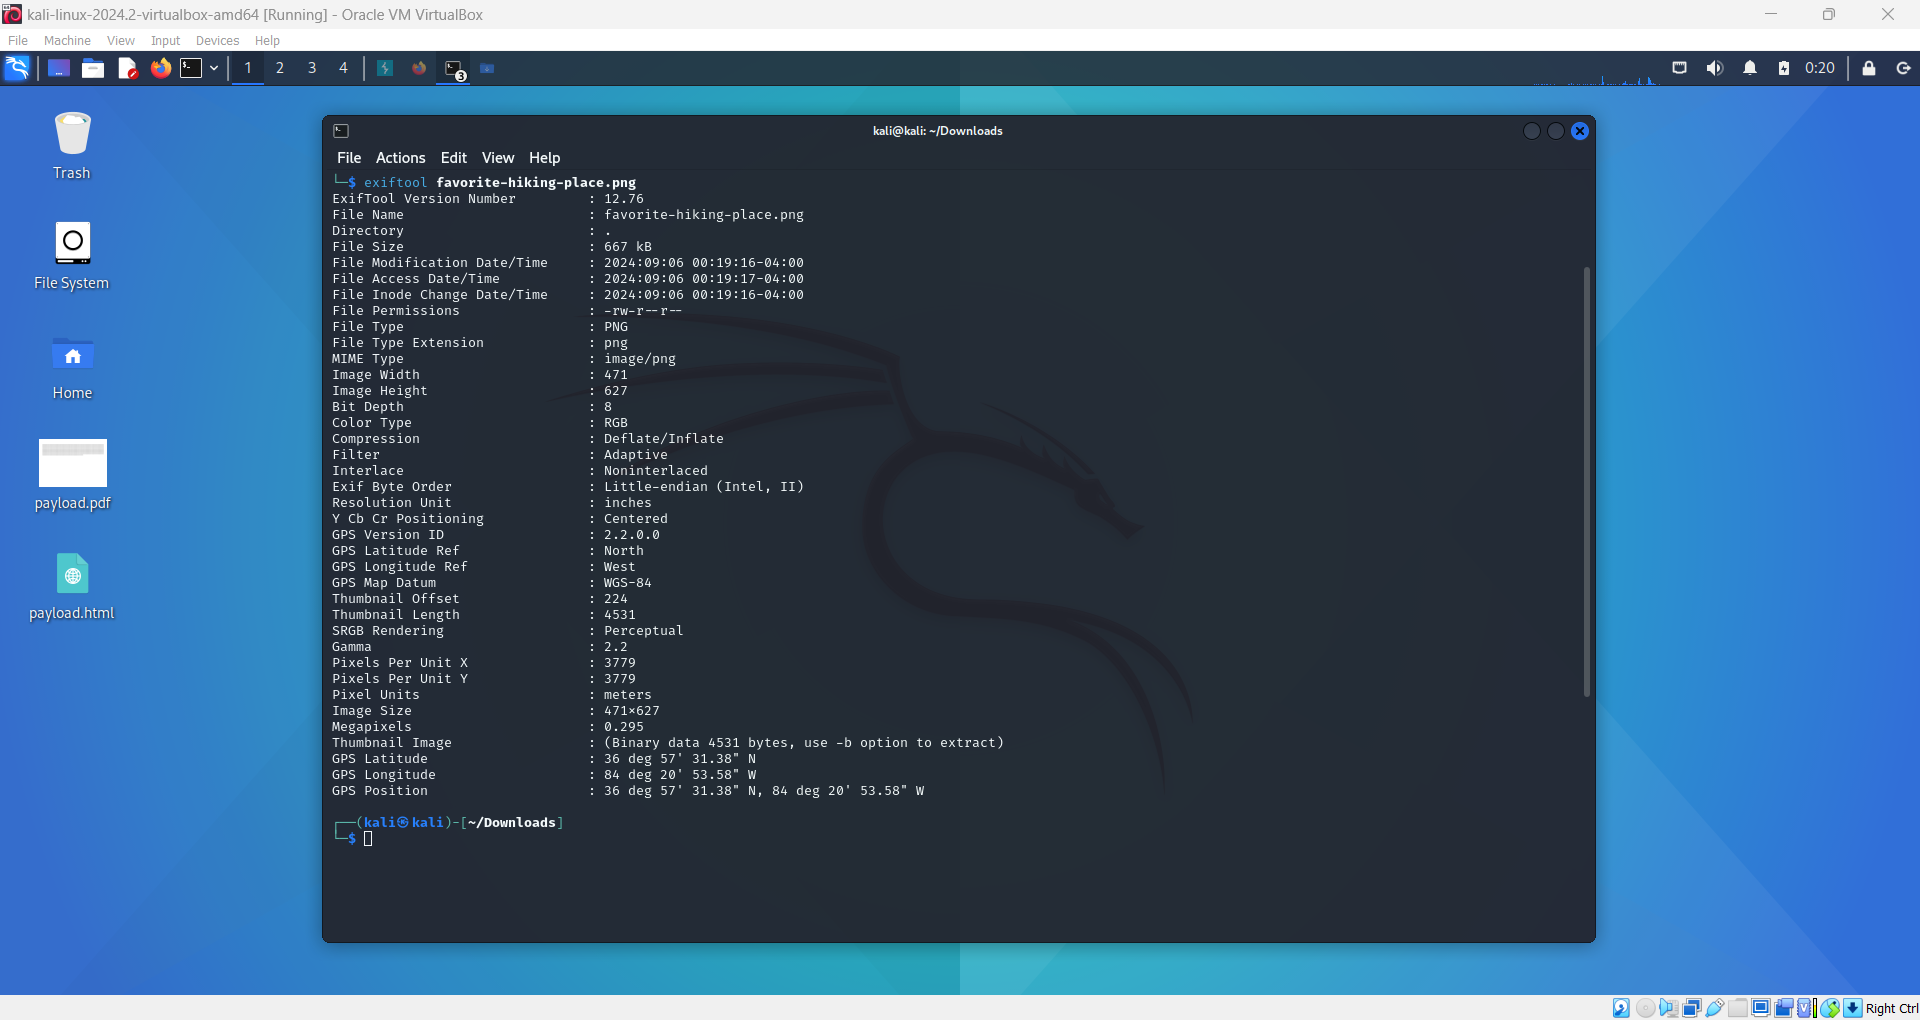 kali-linux-2024.2-virtualbox-amd64 [Running] - Oracle VM VirtualBox
File Machine View Input Devices Help
1 2 3 4 3 0:20
kali@kali: ~/Downloads
File Actions Edit View Help
└─$ exiftool favorite-hiking-place.png
ExifTool Version Number : 12.76
File Name : favorite-hiking-place.png
Directory : .
File Size : 667 kB
File Modification Date/Time : 2024:09:06 00:19:16-04:00
File Access Date/Time : 2024:09:06 00:19:17-04:00
File Inode Change Date/Time : 2024:09:06 00:19:16-04:00
File Permissions : -rw-r--r--
File Type : PNG
File Type Extension : png
MIME Type : image/png
Image Width : 471
Image Height : 627
Bit Depth : 8
Color Type : RGB
Compression : Deflate/Inflate
Filter : Adaptive
Interlace : Noninterlaced
Exif Byte Order : Little-endian (Intel, II)
Resolution Unit : inches
Y Cb Cr Positioning : Centered
GPS Version ID : 2.2.0.0
GPS Latitude Ref : North
GPS Longitude Ref : West
GPS Map Datum : WGS-84
Thumbnail Offset : 224
Thumbnail Length : 4531
SRGB Rendering : Perceptual
Gamma : 2.2
Pixels Per Unit X : 3779
Pixels Per Unit Y : 3779
Pixel Units : meters
Image Size : 471×627
Megapixels : 0.295
Thumbnail Image : (Binary data 4531 bytes, use -b option to extract)
GPS Latitude : 36 deg 57' 31.38" N
GPS Longitude : 84 deg 20' 53.58" W
GPS Position : 36 deg 57' 31.38" N, 84 deg 20' 53.58" W
┌──(kali㉿kali)-[~/Downloads]
└─$
Trash
File System
Home
payload.pdf
payload.html
Right Ctrl